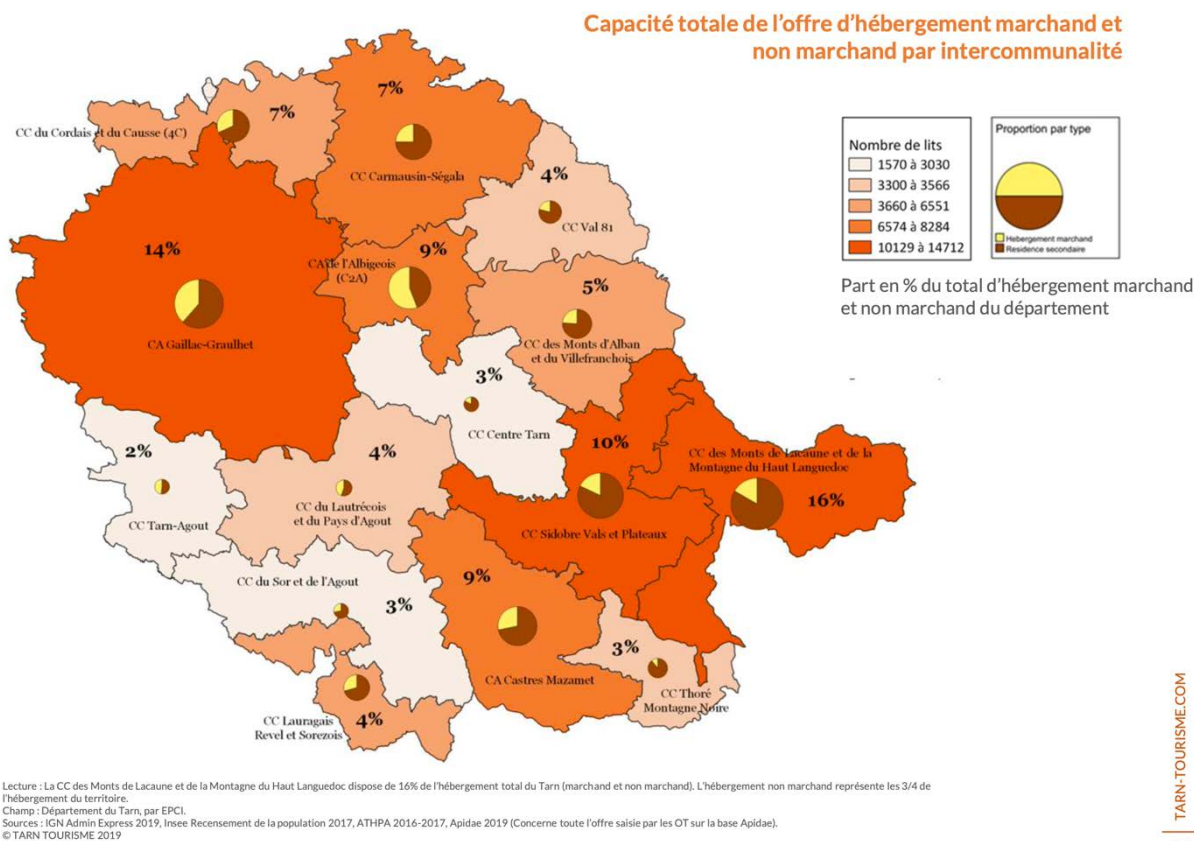 Capacité totale de l'offre d'hébergement marchand et
non marchand par intercommunalité
Nombre de lits
1570 à 3030
3300 à 3566
3660 à 6551
6574 à 8284
10129 à 14712
Proportion par type
Hebergement marchand
Residence secondaire
Part en % du total d'hébergement marchand
et non marchand du département
7%
CC Carmausin-Ségala
7%
CC du Cordais et du Causse (4C)
4%
CC Val 81
14%
CA Gaillac-Graulhet
9%
CA de l'Albigeois
(C2A)
5%
CC des Monts d'Alban
et du Villefranchois
3%
CC Centre Tarn
10%
CC Sidobre Vals et Plateaux
CC des Monts de Lacaune et de la
Montagne du Haut Languedoc
16%
2%
CC Tarn-Agout
4%
CC du Lautrécois
et du Pays d'Agout
CC du Sor et de l'Agout
3%
9%
CA Castres Mazamet
3%
CC Thoré
Montagne Noire
CC Lauragais
Revel et Sorezois
4%
TARN-TOURISME.COM
Lecture : La CC des Monts de Lacaune et de la Montagne du Haut Languedoc dispose de 16% de l'hébergement total du Tarn (marchand et non marchand). L'hébergement non marchand représente les 3/4 de
l'hébergement du territoire.
Champ : Département du Tarn, par EPCI.
Sources : IGN Admin Express 2019, Insee Recensement de la population 2017, ATHPA 2016-2017, Apidae 2019 (Concerne toute l'offre saisie par les OT sur la base Apidae).
© TARN TOURISME 2019